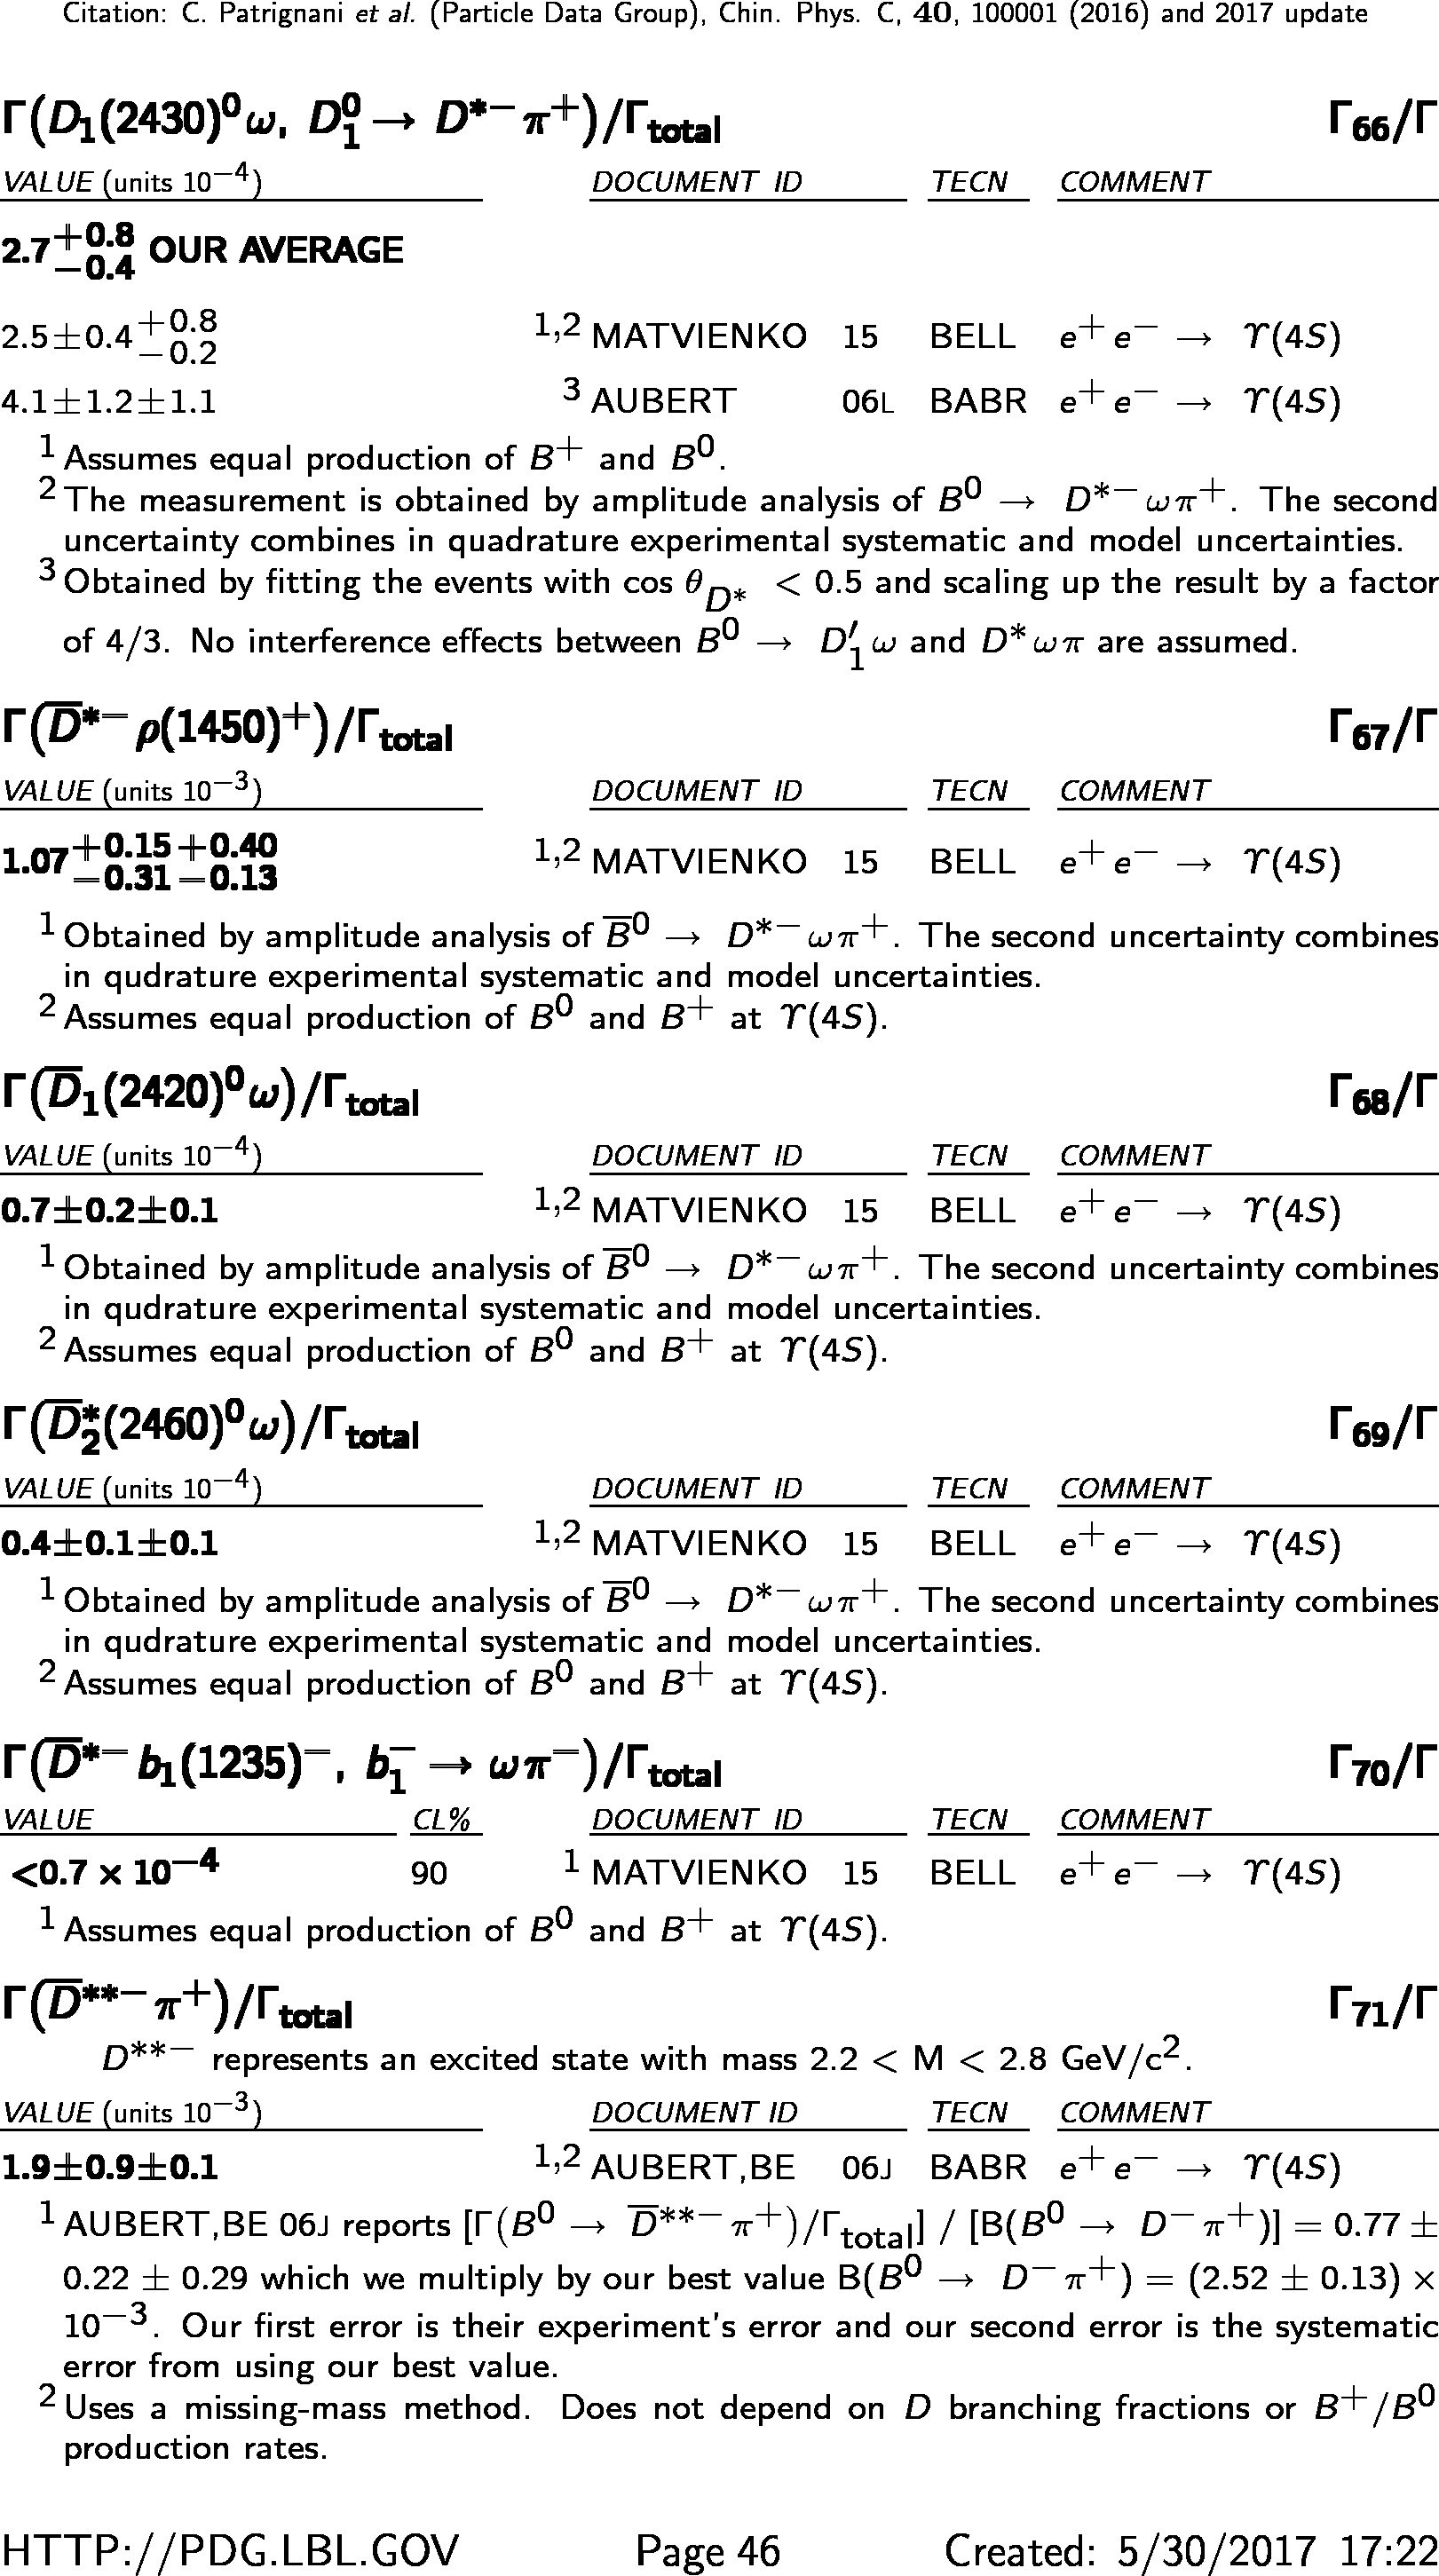 Citation: C. Patrignani et al. (Particle Data Group), Chin. Phys. C, 40, 100001 (2016) and 2017 update
Γ(D₁(2430)⁰ω, D₁⁰ → D*⁻π⁺)/Γtotal Γ₆₆/Γ
VALUE (units 10⁻⁴) DOCUMENT ID TECN COMMENT
2.7 +0.8 −0.4 OUR AVERAGE
2.5±0.4 +0.8 −0.2 1,2 MATVIENKO 15 BELL e⁺e⁻ → ϒ(4S)
4.1±1.2±1.1 3 AUBERT 06L BABR e⁺e⁻ → ϒ(4S)
1 Assumes equal production of B⁺ and B⁰.
2 The measurement is obtained by amplitude analysis of B⁰ → D*⁻ωπ⁺. The second
uncertainty combines in quadrature experimental systematic and model uncertainties.
3 Obtained by fitting the events with cos θ_D* < 0.5 and scaling up the result by a factor
of 4/3. No interference effects between B⁰ → D′₁ω and D*ωπ are assumed.
Γ(D̅*⁻ρ(1450)⁺)/Γtotal Γ₆₇/Γ
VALUE (units 10⁻³) DOCUMENT ID TECN COMMENT
1.07 +0.15 −0.31 +0.40 −0.13 1,2 MATVIENKO 15 BELL e⁺e⁻ → ϒ(4S)
1 Obtained by amplitude analysis of B̅⁰ → D*⁻ωπ⁺. The second uncertainty combines
in qudrature experimental systematic and model uncertainties.
2 Assumes equal production of B⁰ and B⁺ at ϒ(4S).
Γ(D̅₁(2420)⁰ω)/Γtotal Γ₆₈/Γ
VALUE (units 10⁻⁴) DOCUMENT ID TECN COMMENT
0.7±0.2±0.1 1,2 MATVIENKO 15 BELL e⁺e⁻ → ϒ(4S)
1 Obtained by amplitude analysis of B̅⁰ → D*⁻ωπ⁺. The second uncertainty combines
in qudrature experimental systematic and model uncertainties.
2 Assumes equal production of B⁰ and B⁺ at ϒ(4S).
Γ(D̅₂*(2460)⁰ω)/Γtotal Γ₆₉/Γ
VALUE (units 10⁻⁴) DOCUMENT ID TECN COMMENT
0.4±0.1±0.1 1,2 MATVIENKO 15 BELL e⁺e⁻ → ϒ(4S)
1 Obtained by amplitude analysis of B̅⁰ → D*⁻ωπ⁺. The second uncertainty combines
in qudrature experimental systematic and model uncertainties.
2 Assumes equal production of B⁰ and B⁺ at ϒ(4S).
Γ(D̅*⁻b₁(1235)⁻, b₁⁻ → ωπ⁻)/Γtotal Γ₇₀/Γ
VALUE CL% DOCUMENT ID TECN COMMENT
<0.7 × 10⁻⁴ 90 1 MATVIENKO 15 BELL e⁺e⁻ → ϒ(4S)
1 Assumes equal production of B⁰ and B⁺ at ϒ(4S).
Γ(D̅**⁻π⁺)/Γtotal Γ₇₁/Γ
D**⁻ represents an excited state with mass 2.2 < M < 2.8 GeV/c².
VALUE (units 10⁻³) DOCUMENT ID TECN COMMENT
1.9±0.9±0.1 1,2 AUBERT,BE 06J BABR e⁺e⁻ → ϒ(4S)
1 AUBERT,BE 06J reports [Γ(B⁰ → D̅**⁻π⁺)/Γtotal] / [B(B⁰ → D⁻π⁺)] = 0.77 ±
0.22 ± 0.29 which we multiply by our best value B(B⁰ → D⁻π⁺) = (2.52 ± 0.13) ×
10⁻³. Our first error is their experiment's error and our second error is the systematic
error from using our best value.
2 Uses a missing-mass method. Does not depend on D branching fractions or B⁺/B⁰
production rates.
HTTP://PDG.LBL.GOV Page 46 Created: 5/30/2017 17:22